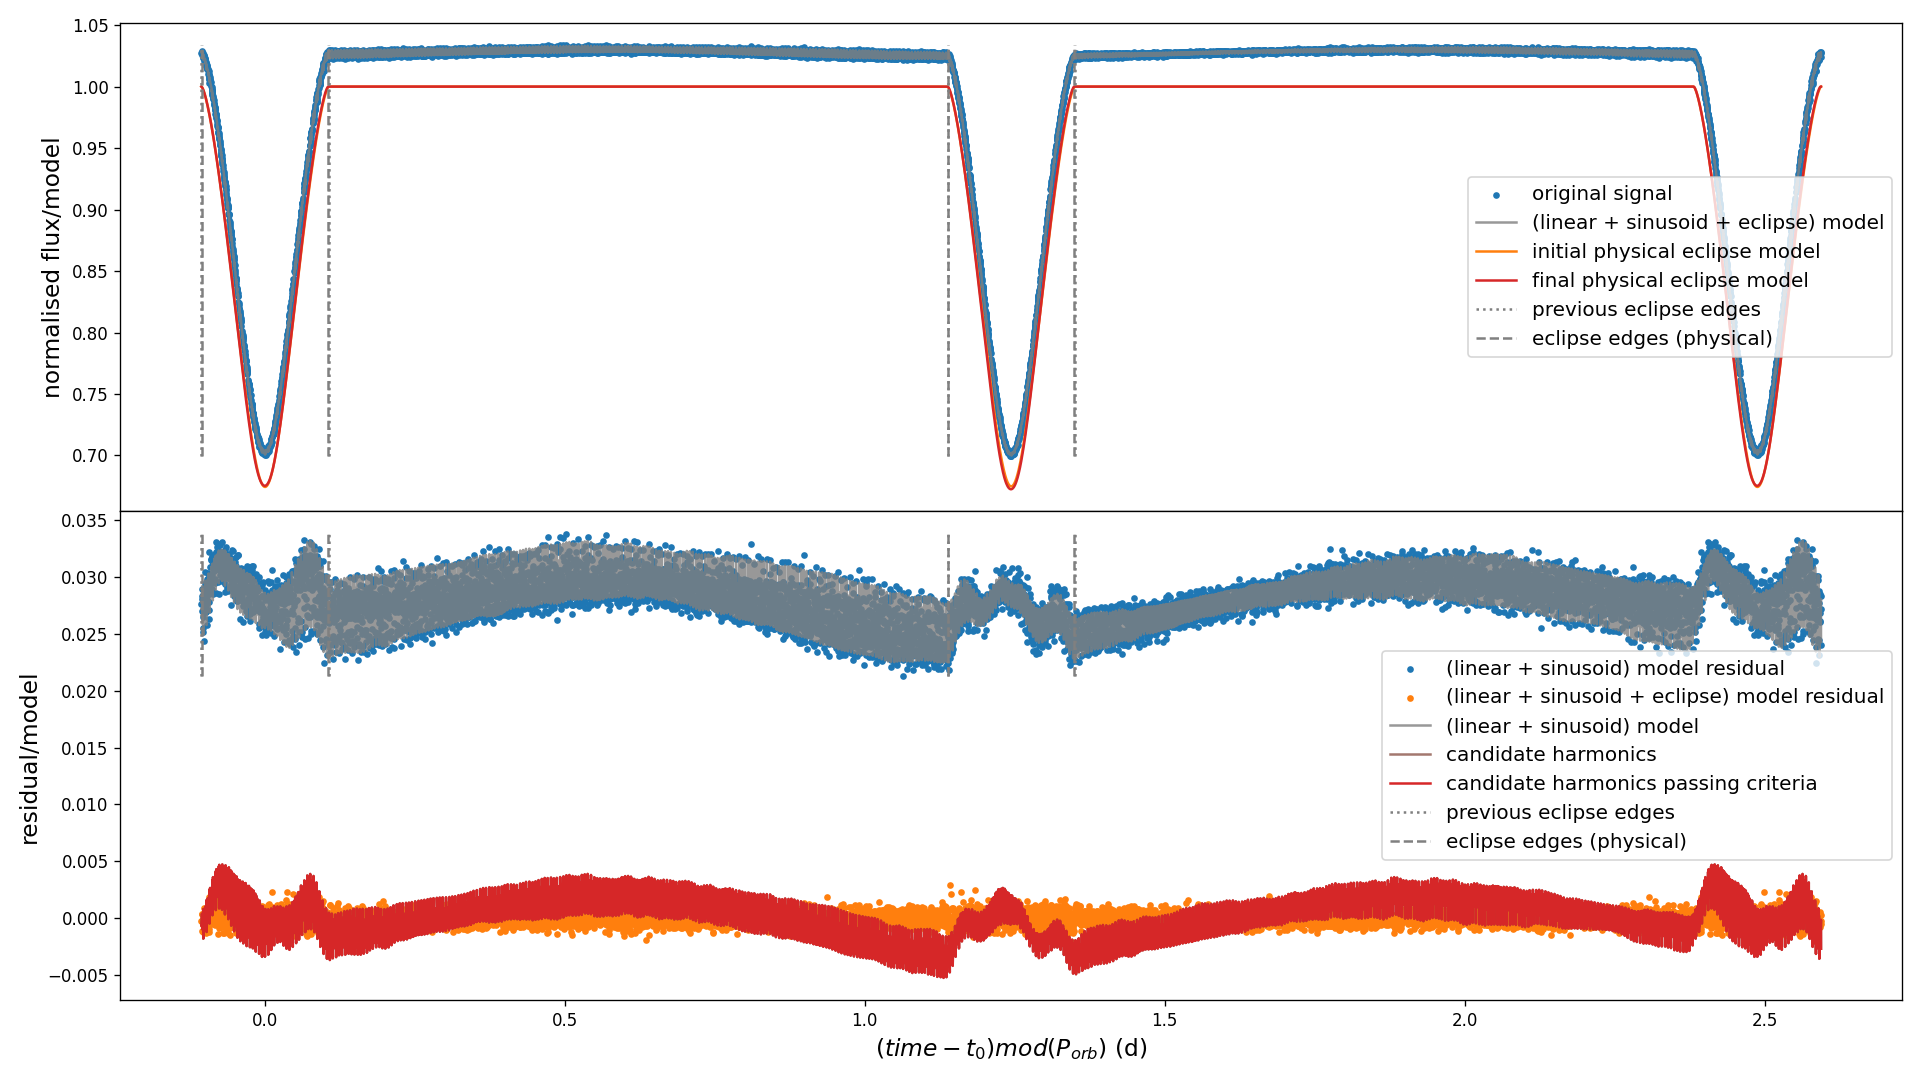 1.05
1.00
0.95
0.90
0.85
0.80
0.75
0.70
normalised flux/model
original signal
(linear + sinusoid + eclipse) model
initial physical eclipse model
final physical eclipse model
previous eclipse edges
eclipse edges (physical)
0.035
0.030
0.025
0.020
0.015
0.010
0.005
0.000
−0.005
residual/model
(linear + sinusoid) model residual
(linear + sinusoid + eclipse) model residual
(linear + sinusoid) model
candidate harmonics
candidate harmonics passing criteria
previous eclipse edges
eclipse edges (physical)
0.0 0.5 1.0 1.5 2.0 2.5
(time − t₀)mod(Pₒᵣb) (d)